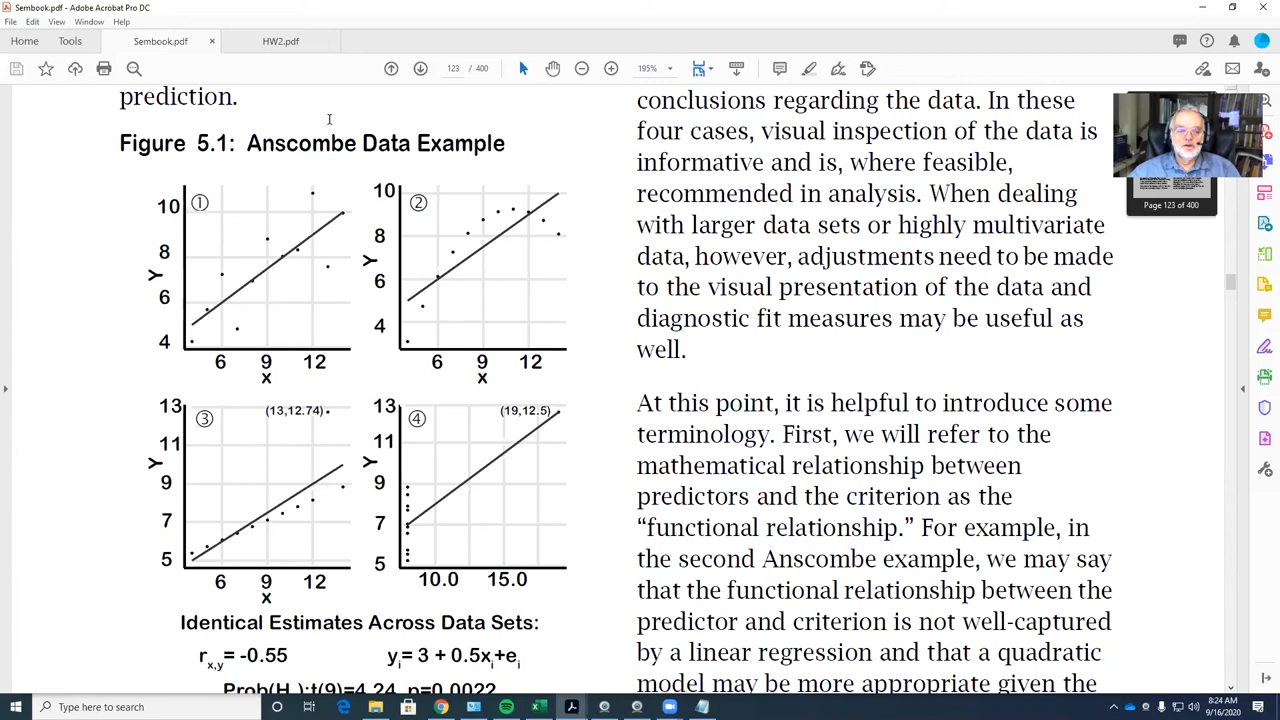 Sembook.pdf - Adobe Acrobat Pro DC
File Edit View Window Help
Home Tools Sembook.pdf × HW2.pdf
123 / 400 195%
prediction.
Figure 5.1: Anscombe Data Example
① ② 
10 8 6 4 Y
6 9 12
x
10 8 6 4 Y
6 9 12
x
③ (13,12.74)
13 11 9 7 5 Y
6 9 12
x
④ (19,12.5)
13 11 9 7 5 Y
10.0 15.0
Identical Estimates Across Data Sets:
rx,y= -0.55 yi= 3 + 0.5xi+ei
Prob(H):t(9)=4.24, p=0.0022
conclusions regarding the data. In these
four cases, visual inspection of the data is
informative and is, where feasible,
recommended in analysis. When dealing
with larger data sets or highly multivariate
data, however, adjustments need to be made
to the visual presentation of the data and
diagnostic fit measures may be useful as
well.
At this point, it is helpful to introduce some
terminology. First, we will refer to the
mathematical relationship between
predictors and the criterion as the
“functional relationship.” For example, in
the second Anscombe example, we may say
that the functional relationship between the
predictor and criterion is not well-captured
by a linear regression and that a quadratic
model may be more appropriate given the
Page 123 of 400
Type here to search
8:24 AM
9/16/2020